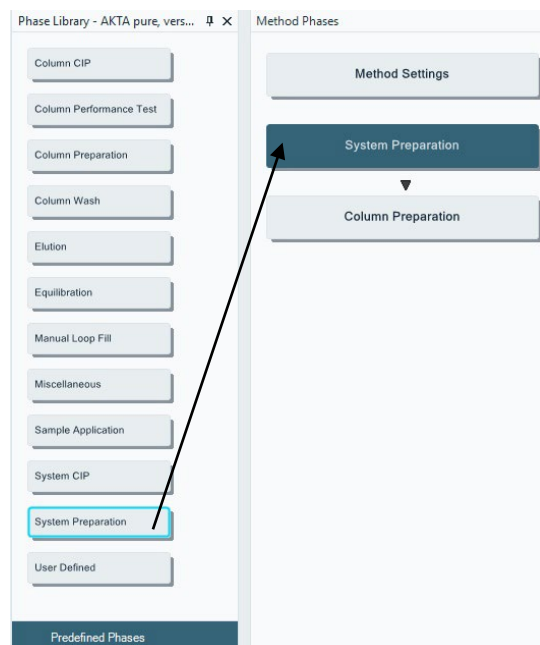 Phase Library - AKTA pure, vers...
Column CIP
Column Performance Test
Column Preparation
Column Wash
Elution
Equilibration
Manual Loop Fill
Miscellaneous
Sample Application
System CIP
System Preparation
User Defined
Predefined Phases
Method Phases
Method Settings
System Preparation
Column Preparation